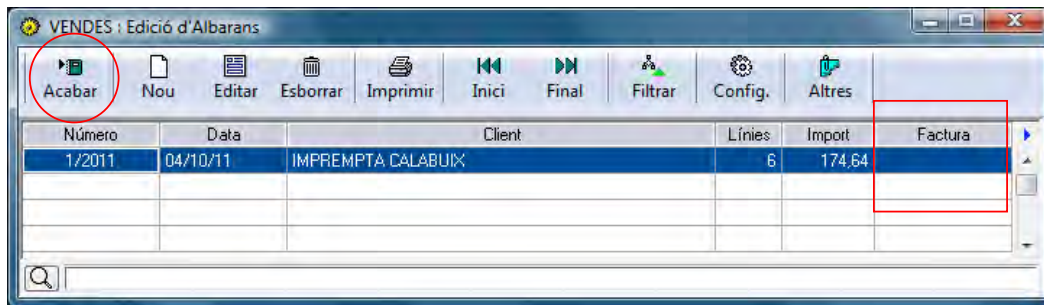 VENDES : Edició d'Albarans
Acabar Nou Editar Esborrar Imprimir Inici Final Filtrar Config. Altres
Número Data Client Línies Import Factura
1/2011 04/10/11 IMPREMPTA CALABUIX 6 174,64